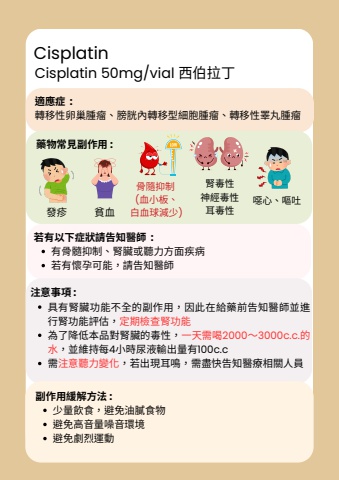 Cisplatin
Cisplatin 50mg/vial 西伯拉丁
適應症：
轉移性卵巢腫瘤、膀胱內轉移型細胞腫瘤、轉移性睪丸腫瘤
藥物常見副作用：
發疹
貧血
骨隨抑制
(血小板、
白血球減少)
腎毒性
神經毒性
耳毒性
噁心、嘔吐
若有以下症狀請告知醫師：
• 有骨隨抑制、腎臟或聽力方面疾病
• 若有懷孕可能，請告知醫師
注意事項：
• 具有腎臟功能不全的副作用，因此在給藥前告知醫師並進
行腎功能評估，定期檢查腎功能
• 為了降低本品對腎臟的毒性，一天需喝2000～3000c.c.的
水，並維持每4小時尿液輸出量有100c.c
• 需注意聽力變化，若出現耳鳴，需盡快告知醫療相關人員
副作用緩解方法：
• 少量飲食，避免油膩食物
• 避免高音量噪音環境
• 避免劇烈運動